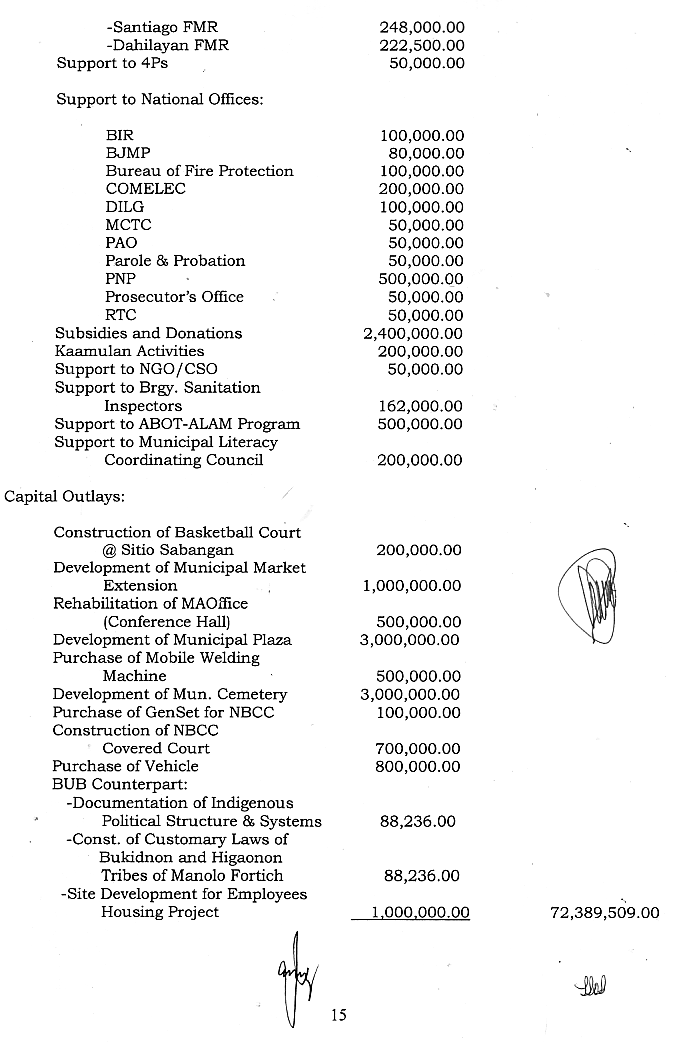 -Santiago FMR 248,000.00
-Dahilayan FMR 222,500.00
Support to 4Ps 50,000.00
Support to National Offices:
BIR 100,000.00
BJMP 80,000.00
Bureau of Fire Protection 100,000.00
COMELEC 200,000.00
DILG 100,000.00
MCTC 50,000.00
PAO 50,000.00
Parole & Probation 50,000.00
PNP 500,000.00
Prosecutor's Office 50,000.00
RTC 50,000.00
Subsidies and Donations 2,400,000.00
Kaamulan Activities 200,000.00
Support to NGO/CSO 50,000.00
Support to Brgy. Sanitation
Inspectors 162,000.00
Support to ABOT-ALAM Program 500,000.00
Support to Municipal Literacy
Coordinating Council 200,000.00
Capital Outlays:
Construction of Basketball Court
@ Sitio Sabangan 200,000.00
Development of Municipal Market
Extension 1,000,000.00
Rehabilitation of MAOffice
(Conference Hall) 500,000.00
Development of Municipal Plaza 3,000,000.00
Purchase of Mobile Welding
Machine 500,000.00
Development of Mun. Cemetery 3,000,000.00
Purchase of GenSet for NBCC 100,000.00
Construction of NBCC
Covered Court 700,000.00
Purchase of Vehicle 800,000.00
BUB Counterpart:
-Documentation of Indigenous
Political Structure & Systems 88,236.00
-Const. of Customary Laws of
Bukidnon and Higaonon
Tribes of Manolo Fortich 88,236.00
-Site Development for Employees
Housing Project 1,000,000.00 72,389,509.00
15